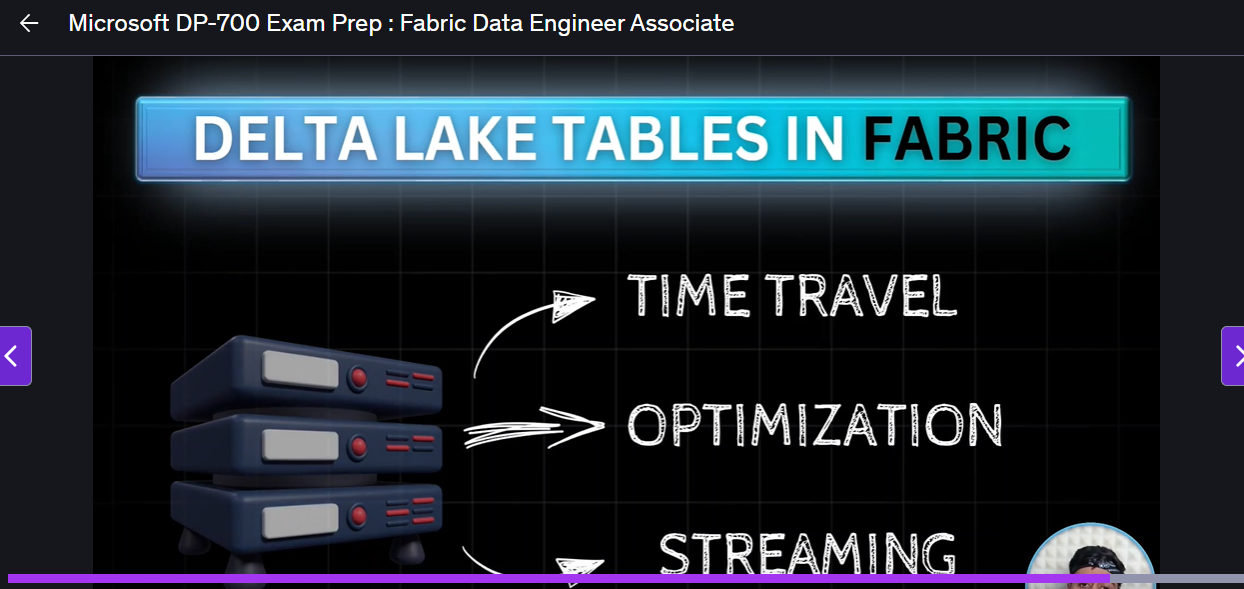 Microsoft DP-700 Exam Prep : Fabric Data Engineer Associate
DELTA LAKE TABLES IN FABRIC
TIME TRAVEL
OPTIMIZATION
STREAMING